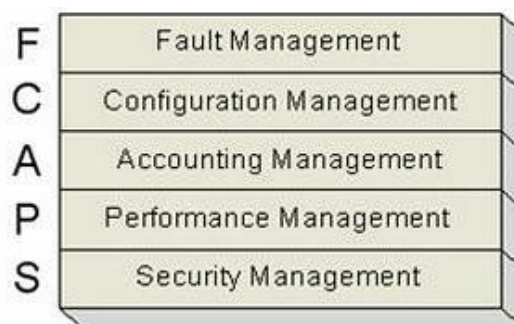 F Fault Management
C Configuration Management
A Accounting Management
P Performance Management
S Security Management